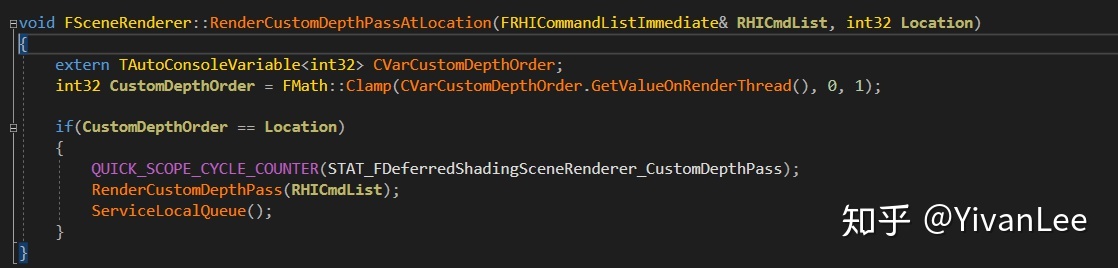 void FSceneRenderer::RenderCustomDepthPassAtLocation(FRHICommandListImmediate& RHICmdList, int32 Location)
{
    extern TAutoConsoleVariable<int32> CVarCustomDepthOrder;
    int32 CustomDepthOrder = FMath::Clamp(CVarCustomDepthOrder.GetValueOnRenderThread(), 0, 1);

    if(CustomDepthOrder == Location)
    {
        QUICK_SCOPE_CYCLE_COUNTER(STAT_FDeferredShadingSceneRenderer_CustomDepthPass);
        RenderCustomDepthPass(RHICmdList);
        ServiceLocalQueue();
    }
}
知乎 @YivanLee